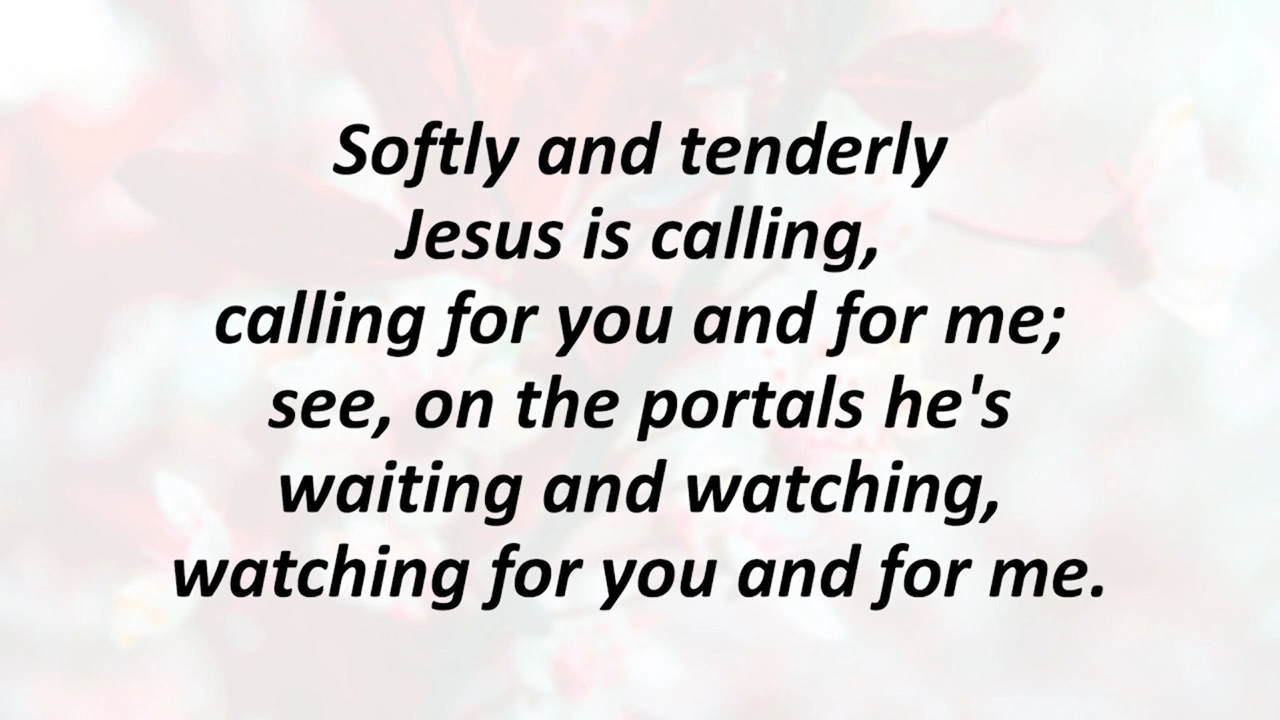 Softly and tenderly
Jesus is calling,
calling for you and for me;
see, on the portals he's
waiting and watching,
watching for you and for me.